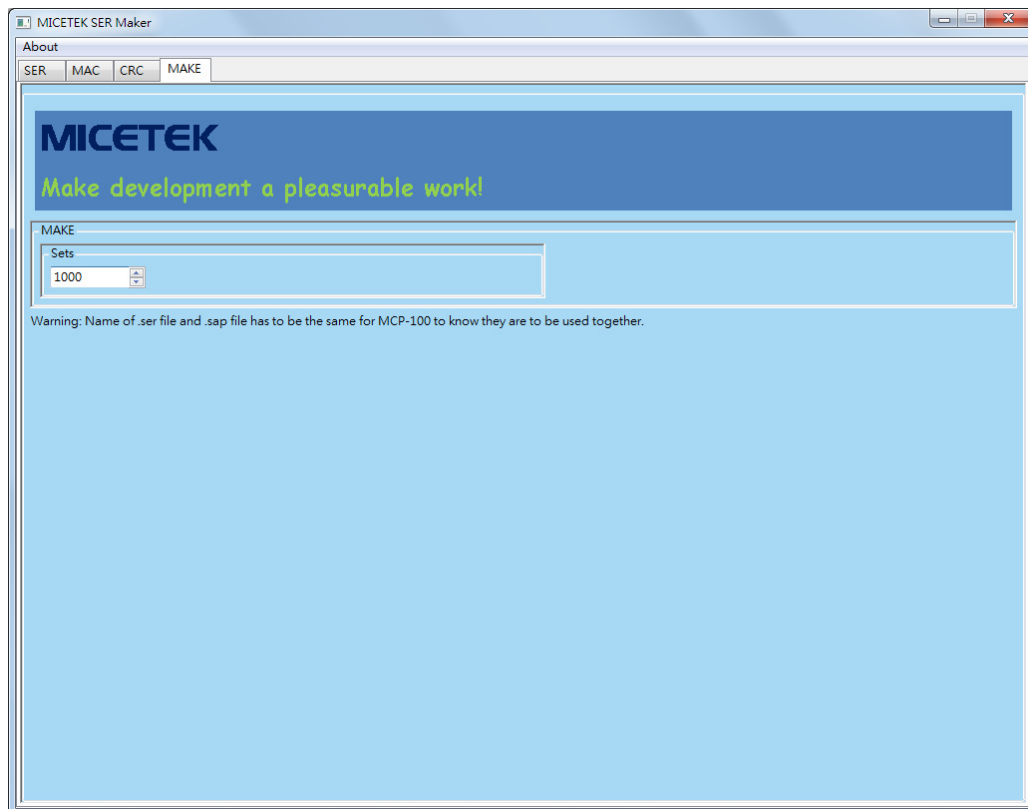 MICETEK SER Maker
About
SER MAC CRC MAKE
MICETEK
Make development a pleasurable work!
MAKE
Sets
1000
Warning: Name of .ser file and .sap file has to be the same for MCP-100 to know they are to be used together.